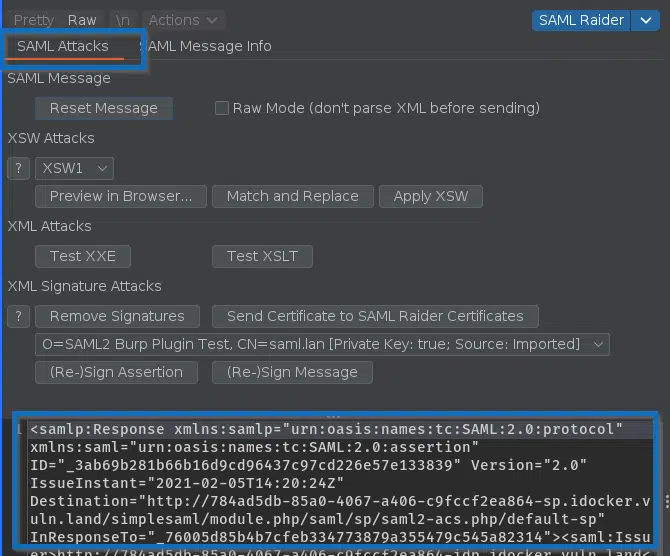 Pretty Raw \n Actions SAML Raider
SAML Attacks SAML Message Info
SAML Message
Reset Message Raw Mode (don't parse XML before sending)
XSW Attacks
? XSW1
Preview in Browser... Match and Replace Apply XSW
XML Attacks
Test XXE Test XSLT
XML Signature Attacks
? Remove Signatures Send Certificate to SAML Raider Certificates
O=SAML2 Burp Plugin Test, CN=saml.lan [Private Key: true; Source: Imported]
(Re-)Sign Assertion (Re-)Sign Message
1 <samlp:Response xmlns:samlp="urn:oasis:names:tc:SAML:2.0:protocol"
xmlns:saml="urn:oasis:names:tc:SAML:2.0:assertion"
ID="_3ab69b281b66b16d9cd96437c97cd226e57e133839" Version="2.0"
IssueInstant="2021-02-05T14:20:24Z"
Destination="http://784ad5db-85a0-4067-a406-c9fccf2ea864-sp.idocker.v
uln.land/simplesaml/module.php/saml/sp/saml2-acs.php/default-sp"
InResponseTo="_76005d85b4b7cfeb334773879a355479c545a82314"><saml:Issu